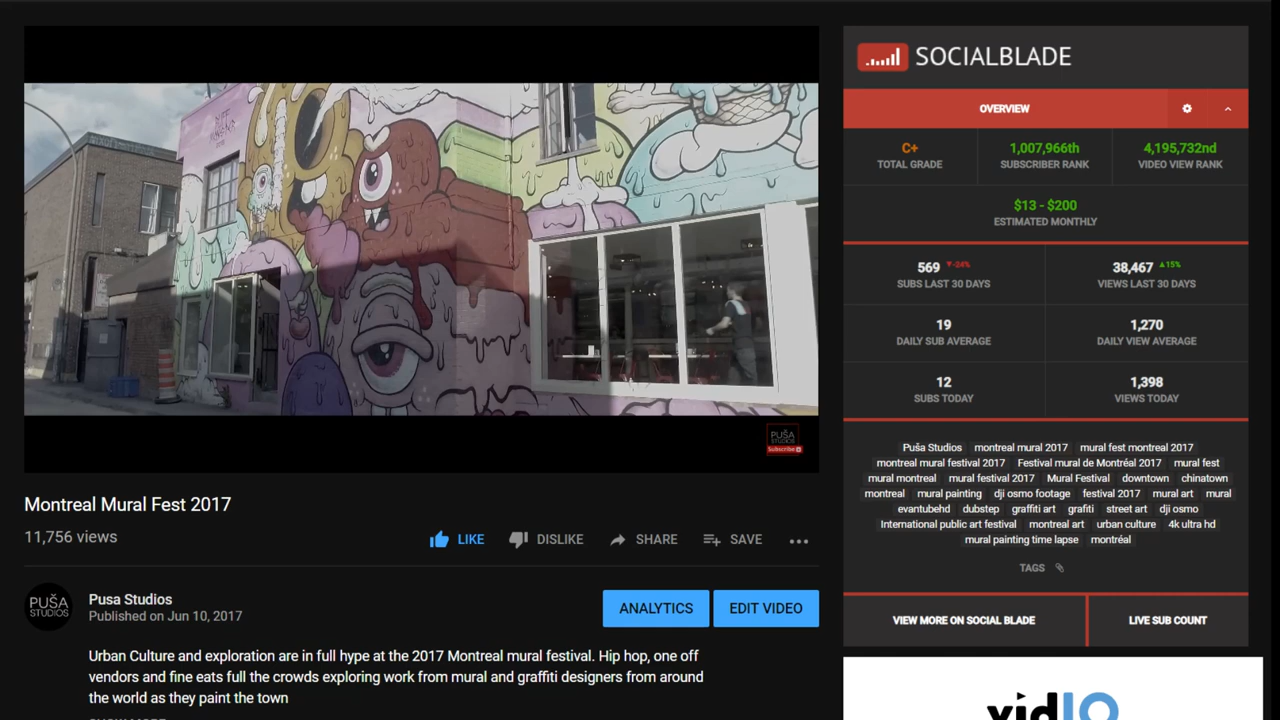 PUŠA
STUDIOS
Subscribe
Montreal Mural Fest 2017
11,756 views
LIKE
DISLIKE
SHARE
SAVE
PUŠA
STUDIOS
Pusa Studios
Published on Jun 10, 2017
ANALYTICS
EDIT VIDEO
Urban Culture and exploration are in full hype at the 2017 Montreal mural festival. Hip hop, one off
vendors and fine eats full the crowds exploring work from mural and graffiti designers from around
the world as they paint the town
SOCIALBLADE
OVERVIEW
C+
TOTAL GRADE
1,007,966th
SUBSCRIBER RANK
4,195,732nd
VIDEO VIEW RANK
$13 - $200
ESTIMATED MONTHLY
569 ▼-24%
SUBS LAST 30 DAYS
38,467 ▲15%
VIEWS LAST 30 DAYS
19
DAILY SUB AVERAGE
1,270
DAILY VIEW AVERAGE
12
SUBS TODAY
1,398
VIEWS TODAY
Puša Studios montreal mural 2017 mural fest montreal 2017
montreal mural festival 2017 Festival mural de Montréal 2017 mural fest
mural montreal mural festival 2017 Mural Festival downtown chinatown
montreal mural painting dji osmo footage festival 2017 mural art mural
evantubehd dubstep graffiti art grafiti street art dji osmo
International public art festival montreal art urban culture 4k ultra hd
mural painting time lapse montréal
TAGS
VIEW MORE ON SOCIAL BLADE
LIVE SUB COUNT
vidIQ